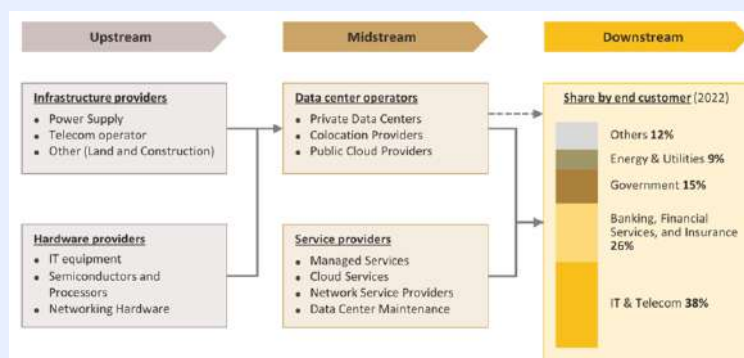 Upstream
Midstream
Downstream
Infrastructure providers
• Power Supply
• Telecom operator
• Other (Land and Construction)
Hardware providers
• IT equipment
• Semiconductors and
Processors
• Networking Hardware
Data center operators
• Private Data Centers
• Colocation Providers
• Public Cloud Providers
Service providers
• Managed Services
• Cloud Services
• Network Service Providers
• Data Center Maintenance
Share by end customer (2022)
Others 12%
Energy & Utilities 9%
Government 15%
Banking, Financial
Services, and Insurance
26%
IT & Telecom 38%